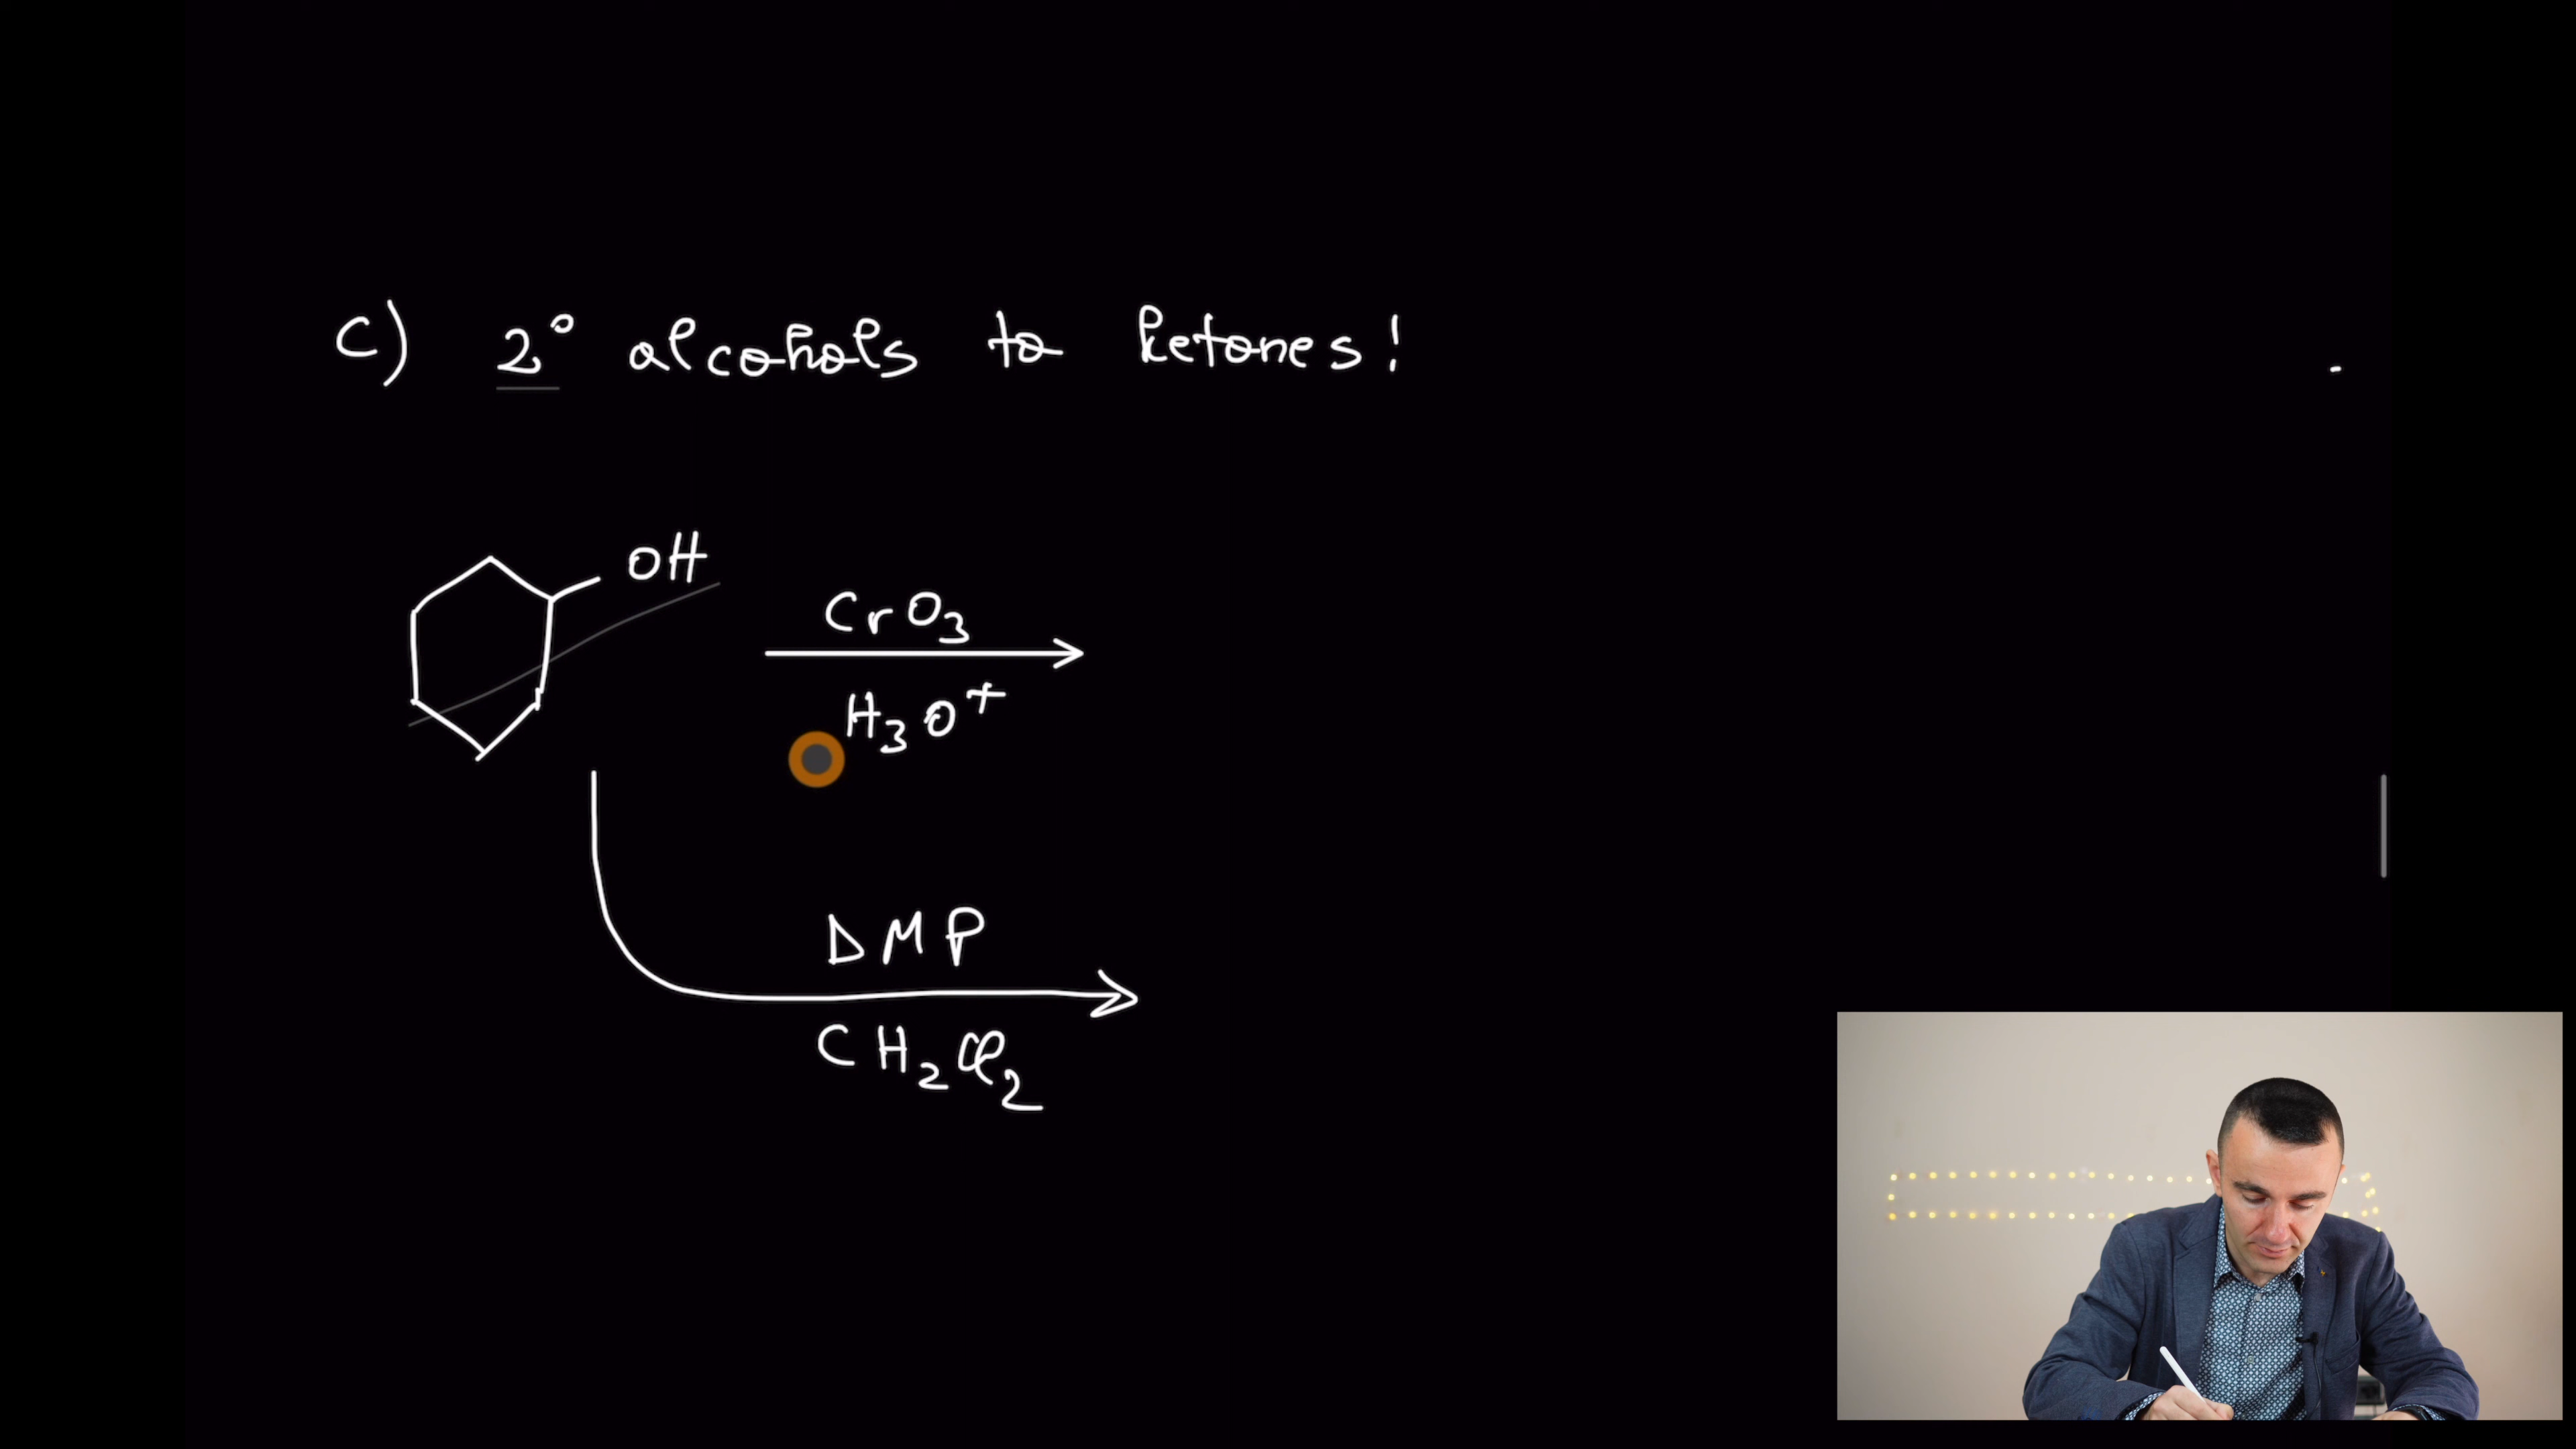 C) 2° alcohols to ketones!
OH
CrO3
H3O+
DMP
CH2Cl2